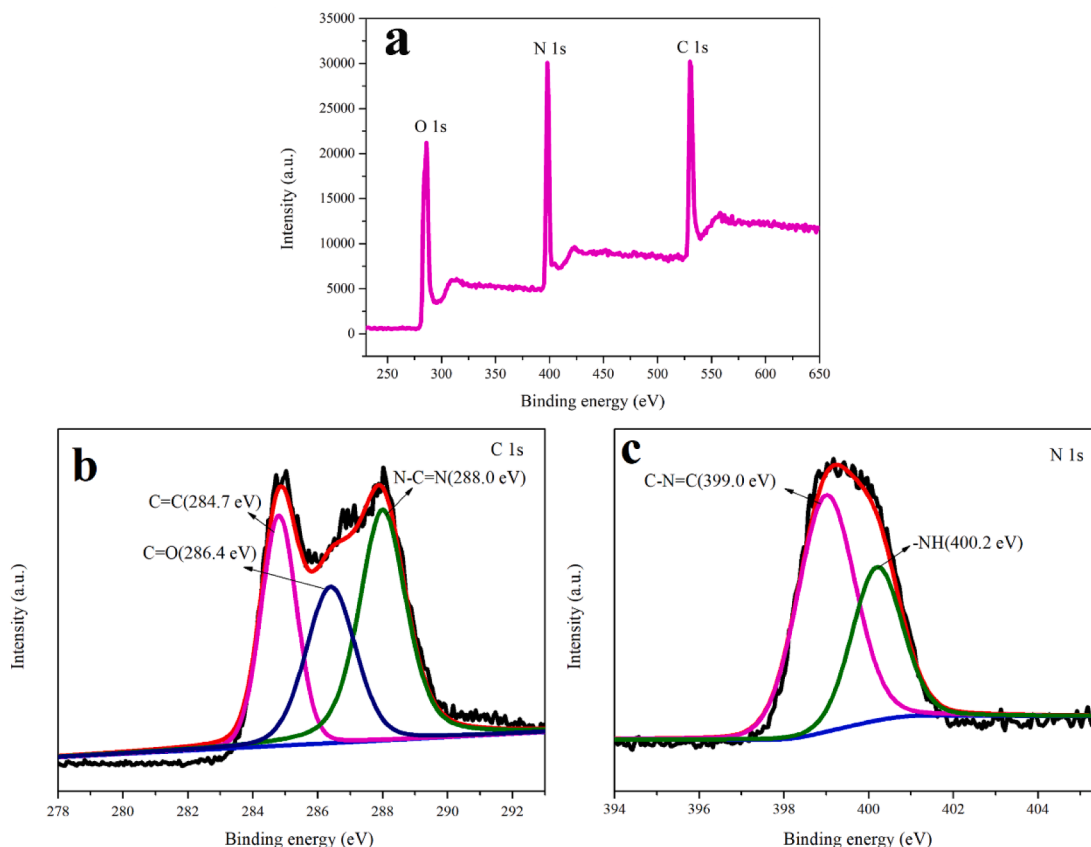 a
O 1s
N 1s
C 1s
35000
30000
25000
20000
15000
10000
5000
0
Intensity (a.u.)
250 300 350 400 450 500 550 600 650
Binding energy (eV)
b
C 1s
C=C(284.7 eV)
N-C=N(288.0 eV)
C=O(286.4 eV)
Intensity (a.u.)
278 280 282 284 286 288 290 292
Binding energy (eV)
c
N 1s
C-N=C(399.0 eV)
-NH(400.2 eV)
Intensity (a.u.)
394 396 398 400 402 404
Binding energy (eV)